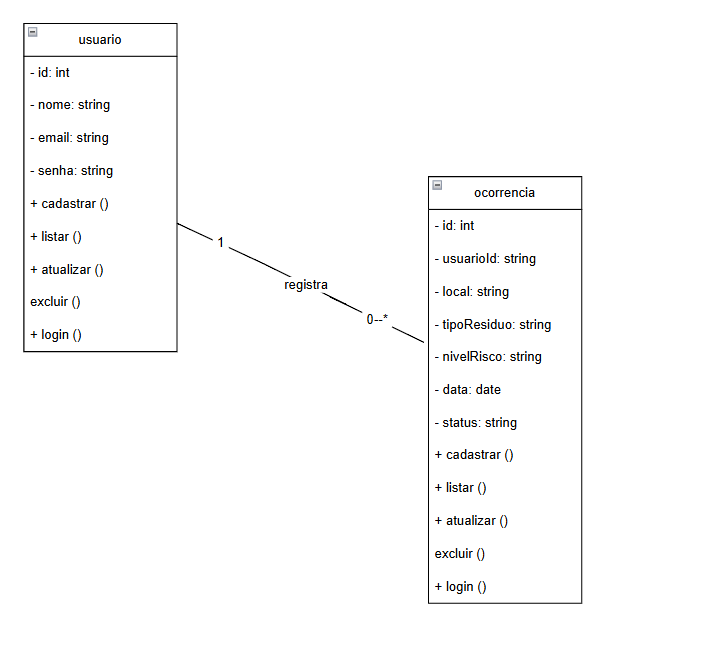 usuario
- id: int
- nome: string
- email: string
- senha: string
+ cadastrar ()
+ listar ()
+ atualizar ()
excluir ()
+ login ()
1
registra
0--*
ocorrencia
- id: int
- usuarioId: string
- local: string
- tipoResiduo: string
- nivelRisco: string
- data: date
- status: string
+ cadastrar ()
+ listar ()
+ atualizar ()
excluir ()
+ login ()